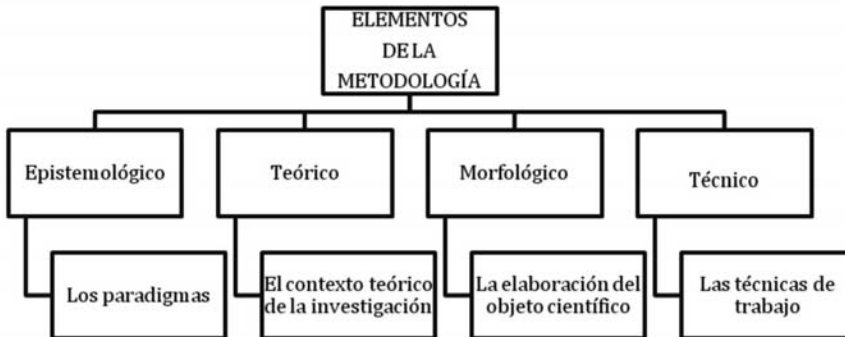 ELEMENTOS
DE LA
METODOLOGÍA
Epistemológico
Teórico
Morfológico
Técnico
Los paradigmas
El contexto teórico
de la investigación
La elaboración del
objeto científico
Las técnicas de
trabajo